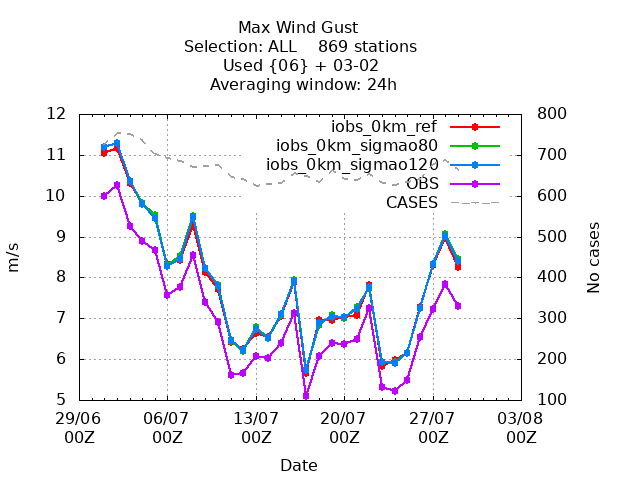 Max Wind Gust
Selection: ALL    869 stations
Used {06} + 03-02
Averaging window: 24h
12
11
10
9
8
7
6
5
m/s
800
700
600
500
400
300
200
100
No cases
iobs_0km_ref
iobs_0km_sigmao80
iobs_0km_sigmao120
OBS
CASES
29/06 06/07 13/07 20/07 27/07 03/08
00Z 00Z 00Z 00Z 00Z 00Z
Date